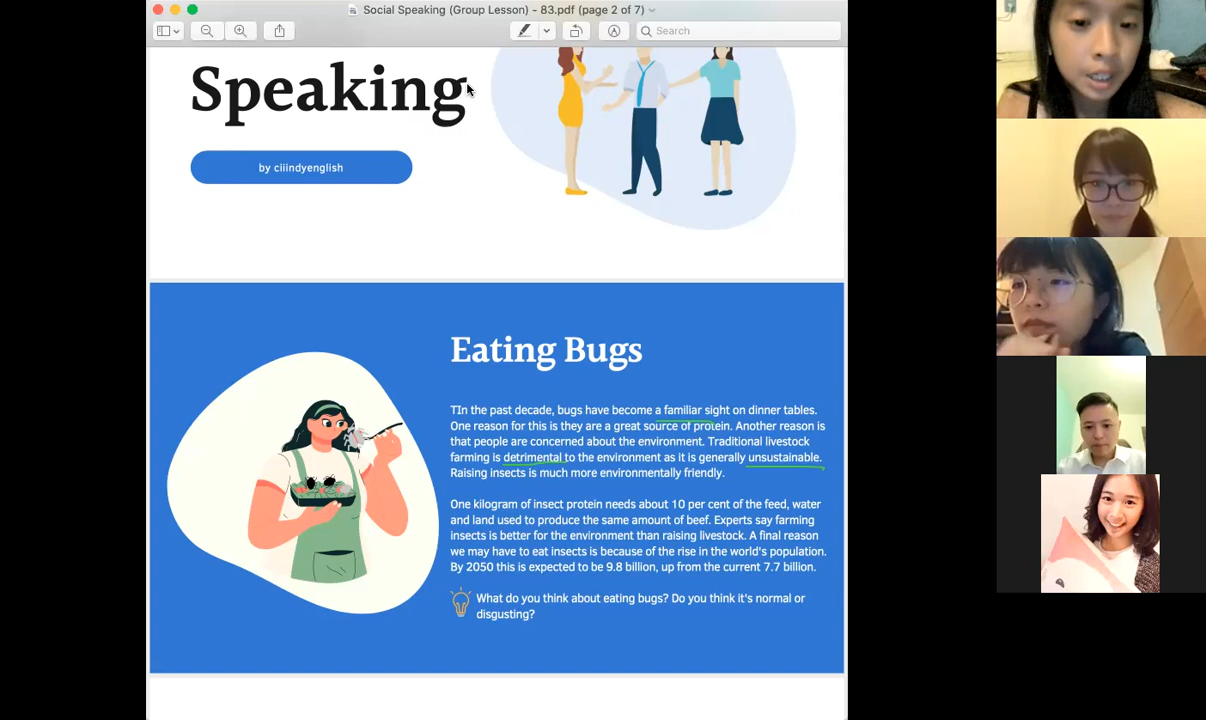 Social Speaking (Group Lesson) - 83.pdf (page 2 of 7)
Search
Speaking
by ciiindyenglish
Eating Bugs
TIn the past decade, bugs have become a familiar sight on dinner tables.
One reason for this is they are a great source of protein. Another reason is
that people are concerned about the environment. Traditional livestock
farming is detrimental to the environment as it is generally unsustainable.
Raising insects is much more environmentally friendly.
One kilogram of insect protein needs about 10 per cent of the feed, water
and land used to produce the same amount of beef. Experts say farming
insects is better for the environment than raising livestock. A final reason
we may have to eat insects is because of the rise in the world's population.
By 2050 this is expected to be 9.8 billion, up from the current 7.7 billion.
What do you think about eating bugs? Do you think it's normal or
disgusting?